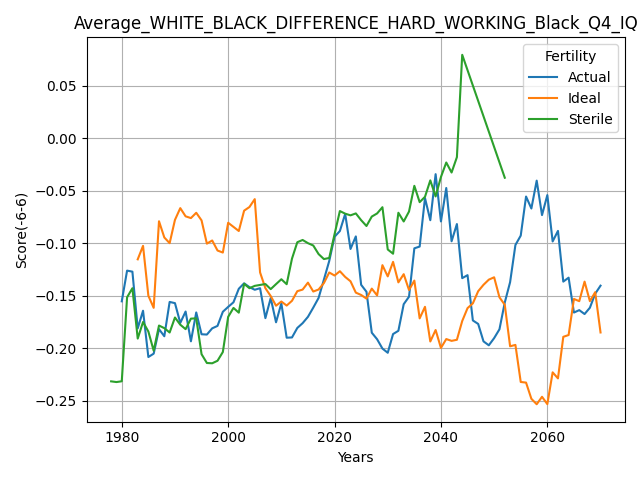 Average_WHITE_BLACK_DIFFERENCE_HARD_WORKING_Black_Q4_IQ
Fertility
Actual
Ideal
Sterile
Score(-6-6)
0.05
0.00
−0.05
−0.10
−0.15
−0.20
−0.25
1980 2000 2020 2040 2060
Years